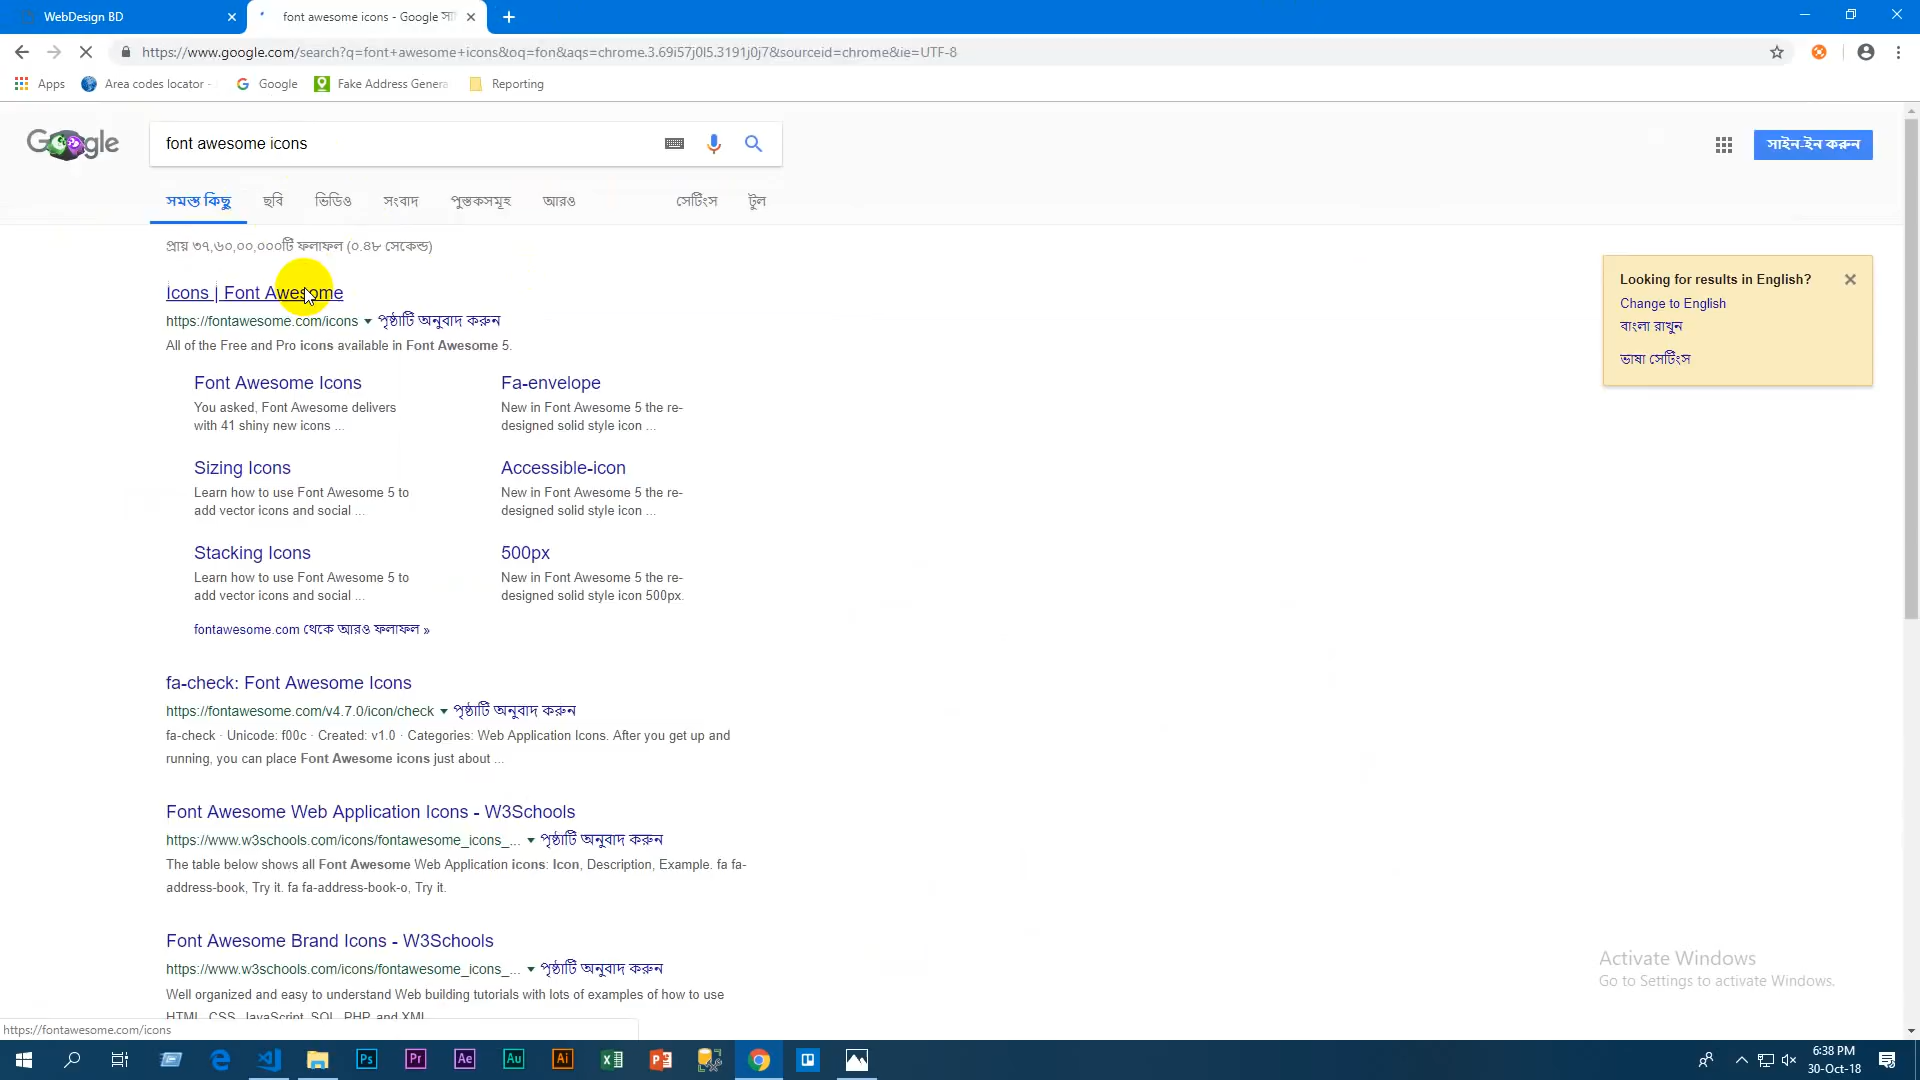 WebDesign BD
font awesome icons - Google সা
https://www.google.com/search?q=font+awesome+icons&oq=fon&aqs=chrome.3.69i57j0l5.3191j0j7&sourceid=chrome&ie=UTF-8
Apps
Area codes locator -
Google
Fake Address Genera
Reporting
Google
font awesome icons
সাইন-ইন করুন
সমস্ত কিছু
ছবি
ভিডিও
সংবাদ
পুস্তকসমূহ
আরও
সেটিংস
টুল
প্রায় ৩৭,৬০,০০,০০০টি ফলাফল (০.৪৮ সেকেন্ড)
Icons | Font Awesome
https://fontawesome.com/icons পৃষ্ঠাটি অনুবাদ করুন
All of the Free and Pro icons available in Font Awesome 5.
Font Awesome Icons
You asked, Font Awesome delivers
with 41 shiny new icons ...
Fa-envelope
New in Font Awesome 5 the re-
designed solid style icon ...
Sizing Icons
Learn how to use Font Awesome 5 to
add vector icons and social ...
Accessible-icon
New in Font Awesome 5 the re-
designed solid style icon ...
Stacking Icons
Learn how to use Font Awesome 5 to
add vector icons and social ...
500px
New in Font Awesome 5 the re-
designed solid style icon 500px.
fontawesome.com থেকে আরও ফলাফল »
fa-check: Font Awesome Icons
https://fontawesome.com/v4.7.0/icon/check পৃষ্ঠাটি অনুবাদ করুন
fa-check · Unicode: f00c · Created: v1.0 · Categories: Web Application Icons. After you get up and
running, you can place Font Awesome icons just about ...
Font Awesome Web Application Icons - W3Schools
https://www.w3schools.com/icons/fontawesome_icons_... পৃষ্ঠাটি অনুবাদ করুন
The table below shows all Font Awesome Web Application icons: Icon, Description, Example. fa fa-
address-book, Try it. fa fa-address-book-o, Try it.
Font Awesome Brand Icons - W3Schools
https://www.w3schools.com/icons/fontawesome_icons_... পৃষ্ঠাটি অনুবাদ করুন
Well organized and easy to understand Web building tutorials with lots of examples of how to use
HTML, CSS, JavaScript, SQL, PHP, and XML.
Looking for results in English?
Change to English
বাংলা রাখুন
ভাষা সেটিংস
Activate Windows
Go to Settings to activate Windows.
https://fontawesome.com/icons
Ps
Pr
Ae
Au
Ai
6:38 PM
30-Oct-18